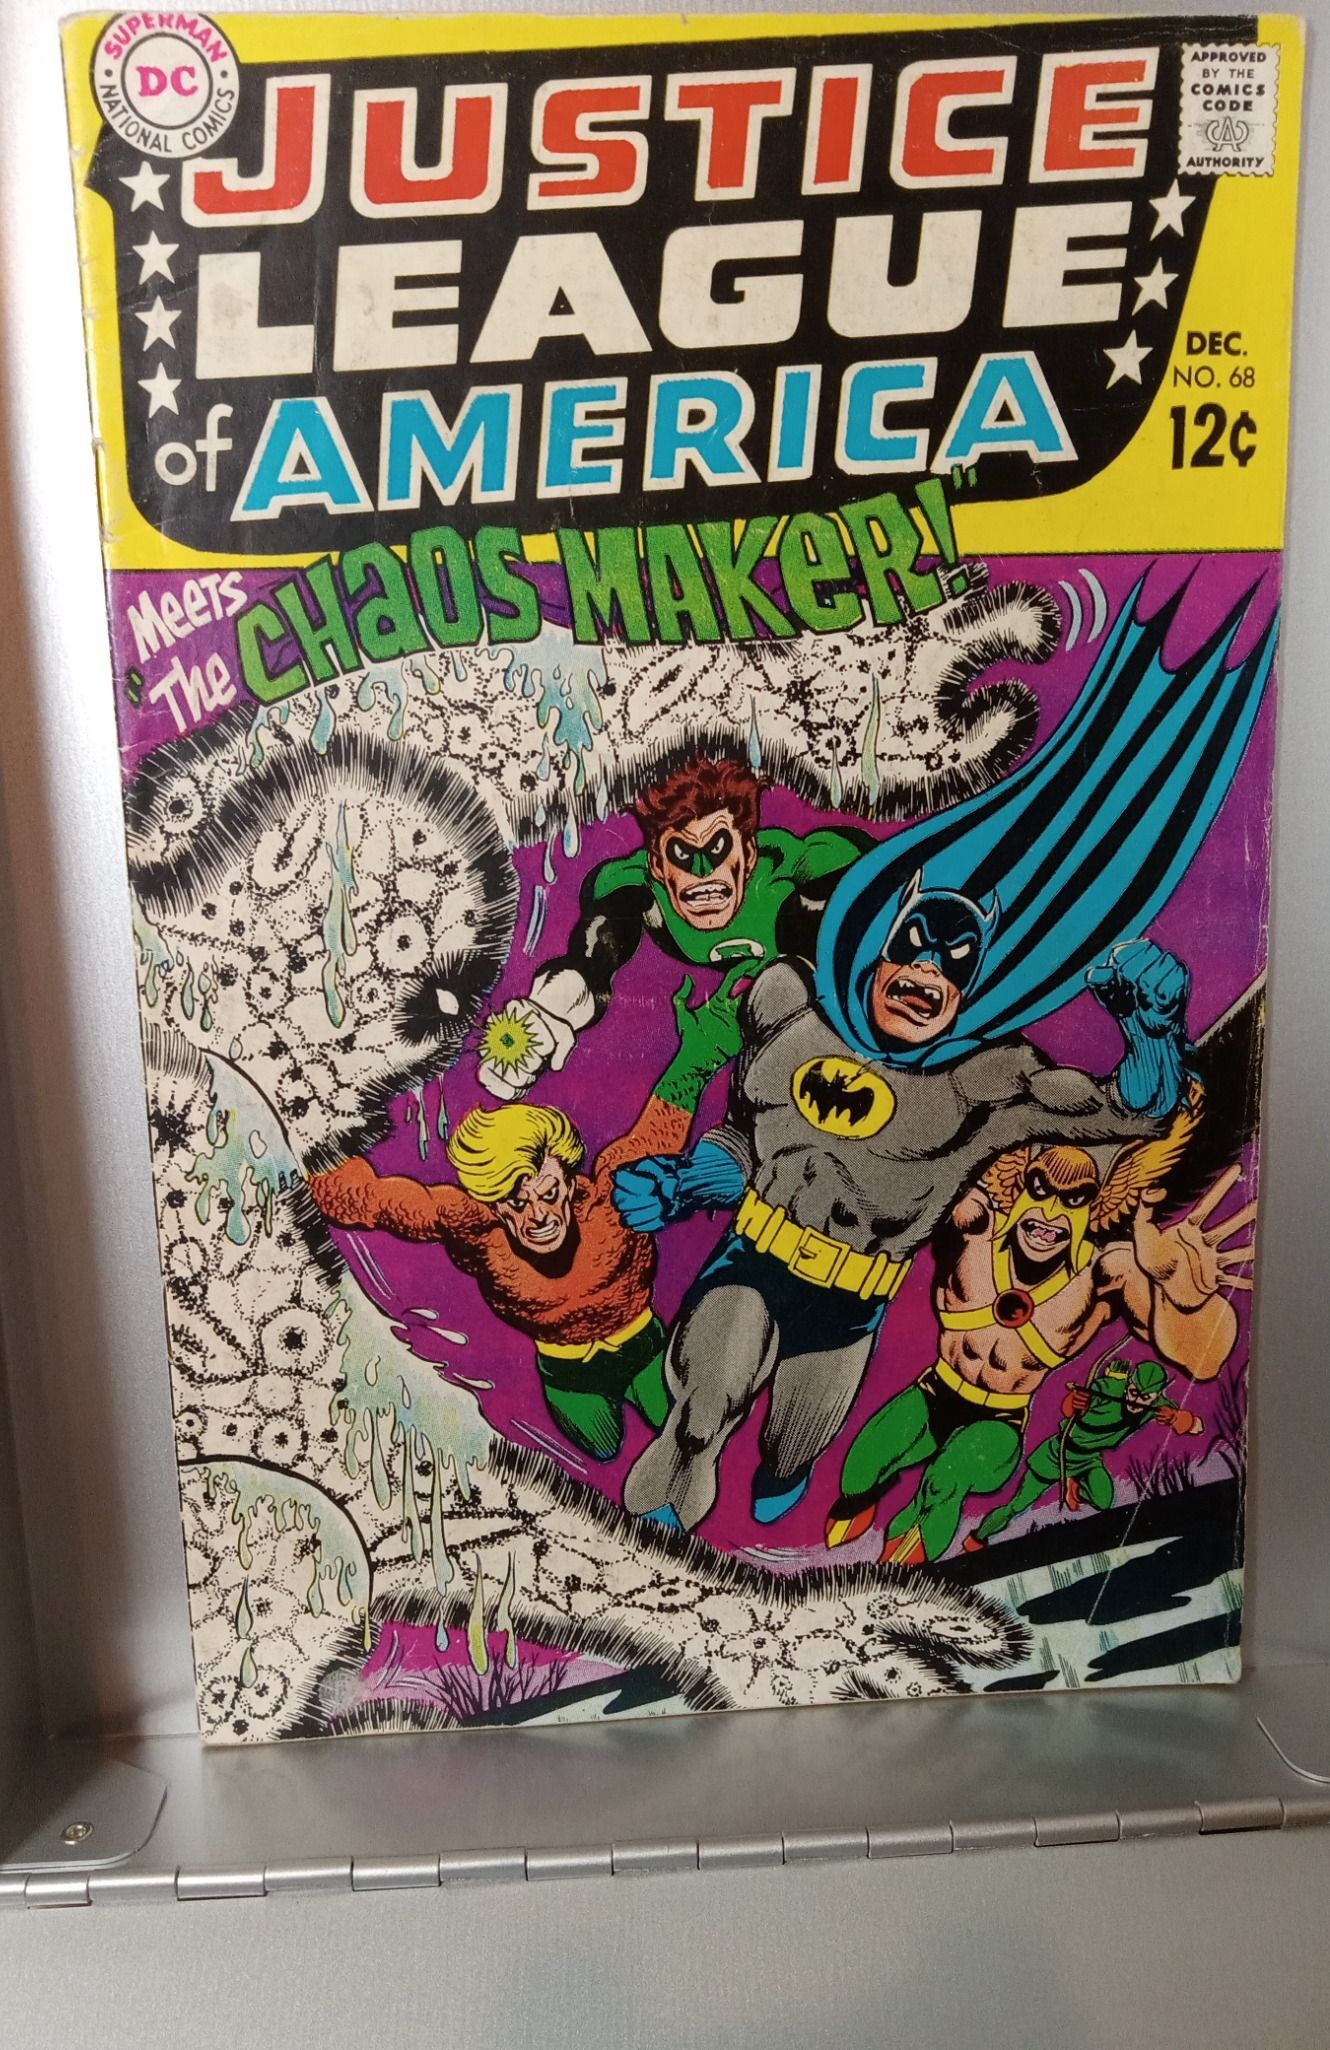 SUPERMAN
DC
NATIONAL COMICS
JUSTICE
LEAGUE
of AMERICA
APPROVED
BY THE
COMICS
CODE
CA
AUTHORITY
DEC.
NO. 68
12¢
MeeTS
"The CHaOS-MAKeR!"